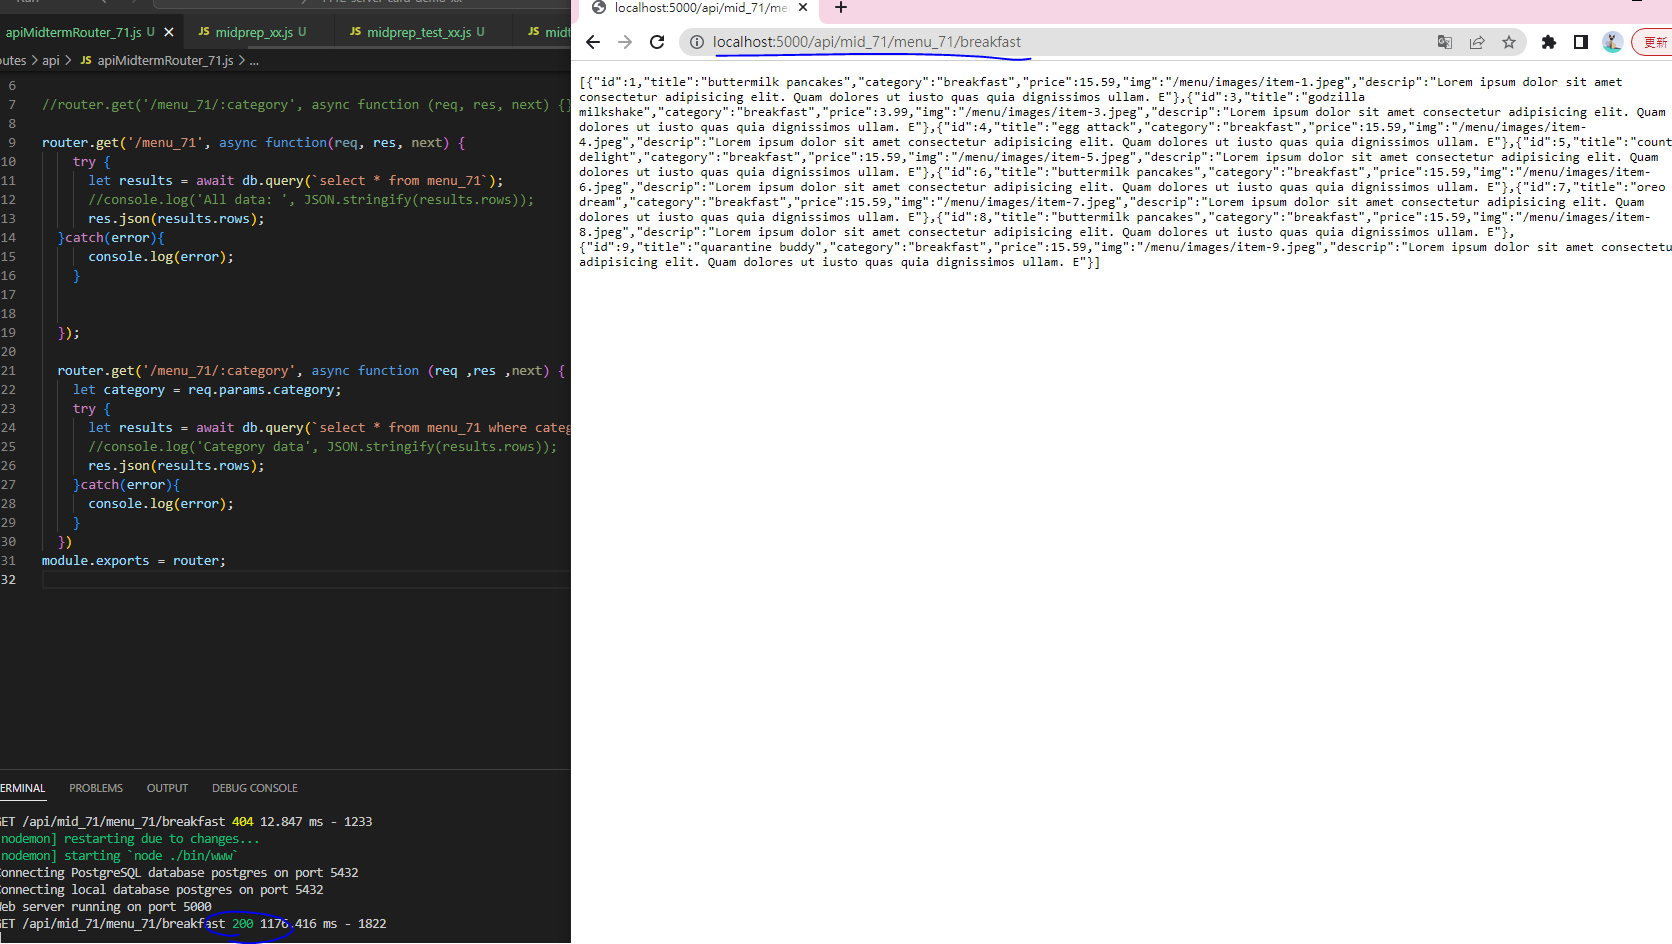 apiMidtermRouter_71.js U
JS midprep_xx.js U
JS midprep_test_xx.js U
JS
api > JS apiMidtermRouter_71.js > ...
6
7 //router.get('/menu_71/:category', async function (req, res, next) {}
8
9 router.get('/menu_71', async function(req, res, next) {
10 try {
11 let results = await db.query(`select * from menu_71`);
12 //console.log('All data: ', JSON.stringify(results.rows));
13 res.json(results.rows);
14 }catch(error){
15 console.log(error);
16 }
17
18
19 });
20
21 router.get('/menu_71/:category', async function (req ,res ,next) {
22 let category = req.params.category;
23 try {
24 let results = await db.query(`select * from menu_71 where categ
25 //console.log('Category data', JSON.stringify(results.rows));
26 res.json(results.rows);
27 }catch(error){
28 console.log(error);
29 }
30 })
31 module.exports = router;
32
PROBLEMS OUTPUT DEBUG CONSOLE
/api/mid_71/menu_71/breakfast 404 12.847 ms - 1233
nodemon] restarting due to changes...
nodemon] starting `node ./bin/www`
PostgreSQL database postgres on port 5432
local database postgres on port 5432
server running on port 5000
/api/mid_71/menu_71/breakfast 200 1176.416 ms - 1822
localhost:5000/api/mid_71/me
localhost:5000/api/mid_71/menu_71/breakfast
更新
[{"id":1,"title":"buttermilk pancakes","category":"breakfast","price":15.59,"img":"/menu/images/item-1.jpeg","descrip":"Lorem ipsum dolor sit amet
consectetur adipisicing elit. Quam dolores ut iusto quas quia dignissimos ullam. E"},{"id":3,"title":"godzilla
milkshake","category":"breakfast","price":3.99,"img":"/menu/images/item-3.jpeg","descrip":"Lorem ipsum dolor sit amet consectetur adipisicing elit. Quam
dolores ut iusto quas quia dignissimos ullam. E"},{"id":4,"title":"egg attack","category":"breakfast","price":15.59,"img":"/menu/images/item-
4.jpeg","descrip":"Lorem ipsum dolor sit amet consectetur adipisicing elit. Quam dolores ut iusto quas quia dignissimos ullam. E"},{"id":5,"title":"count
delight","category":"breakfast","price":15.59,"img":"/menu/images/item-5.jpeg","descrip":"Lorem ipsum dolor sit amet consectetur adipisicing elit. Quam
dolores ut iusto quas quia dignissimos ullam. E"},{"id":6,"title":"buttermilk pancakes","category":"breakfast","price":15.59,"img":"/menu/images/item-
6.jpeg","descrip":"Lorem ipsum dolor sit amet consectetur adipisicing elit. Quam dolores ut iusto quas quia dignissimos ullam. E"},{"id":7,"title":"oreo
dream","category":"breakfast","price":15.59,"img":"/menu/images/item-7.jpeg","descrip":"Lorem ipsum dolor sit amet consectetur adipisicing elit. Quam
dolores ut iusto quas quia dignissimos ullam. E"},{"id":8,"title":"buttermilk pancakes","category":"breakfast","price":15.59,"img":"/menu/images/item-
8.jpeg","descrip":"Lorem ipsum dolor sit amet consectetur adipisicing elit. Quam dolores ut iusto quas quia dignissimos ullam. E"},
{"id":9,"title":"quarantine buddy","category":"breakfast","price":15.59,"img":"/menu/images/item-9.jpeg","descrip":"Lorem ipsum dolor sit amet consectetu
adipisicing elit. Quam dolores ut iusto quas quia dignissimos ullam. E"}]